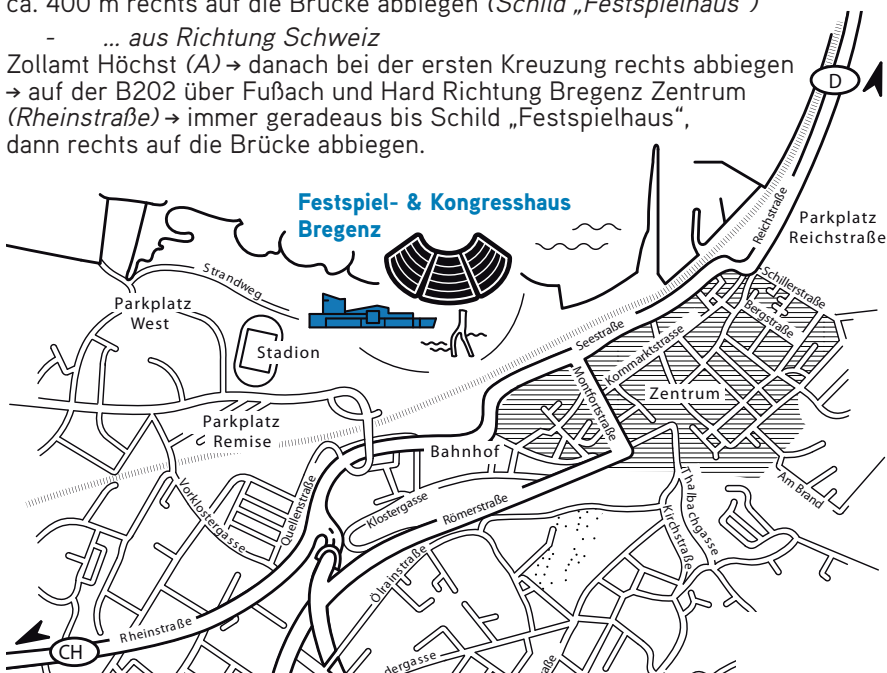 ca. 400 m rechts auf die Brücke abbiegen (Schild „Festspielhaus")
- ... aus Richtung Schweiz
Zollamt Höchst (A) → danach bei der ersten Kreuzung rechts abbiegen
→ auf der B202 über Fußach und Hard Richtung Bregenz Zentrum
(Rheinstraße) → immer geradeaus bis Schild „Festspielhaus“,
dann rechts auf die Brücke abbiegen.
D
Festspiel- & Kongresshaus
Bregenz
Reichstraße
Parkplatz
Reichstraße
Strandweg
Schillerstraße
Parkplatz
West
Bergstraße
Seestraße
Kommarktstrasse
Stadion
Montfortstraße
Zentrum
Parkplatz
Remise
Bahnhof
Vorklostergasse
Quellenstraße
Klostergasse
Römerstraße
Thalbachgasse
Am Brand
Kirchstraße
Ölrainstraße
Rheinstraße
CH
dergasse
aße